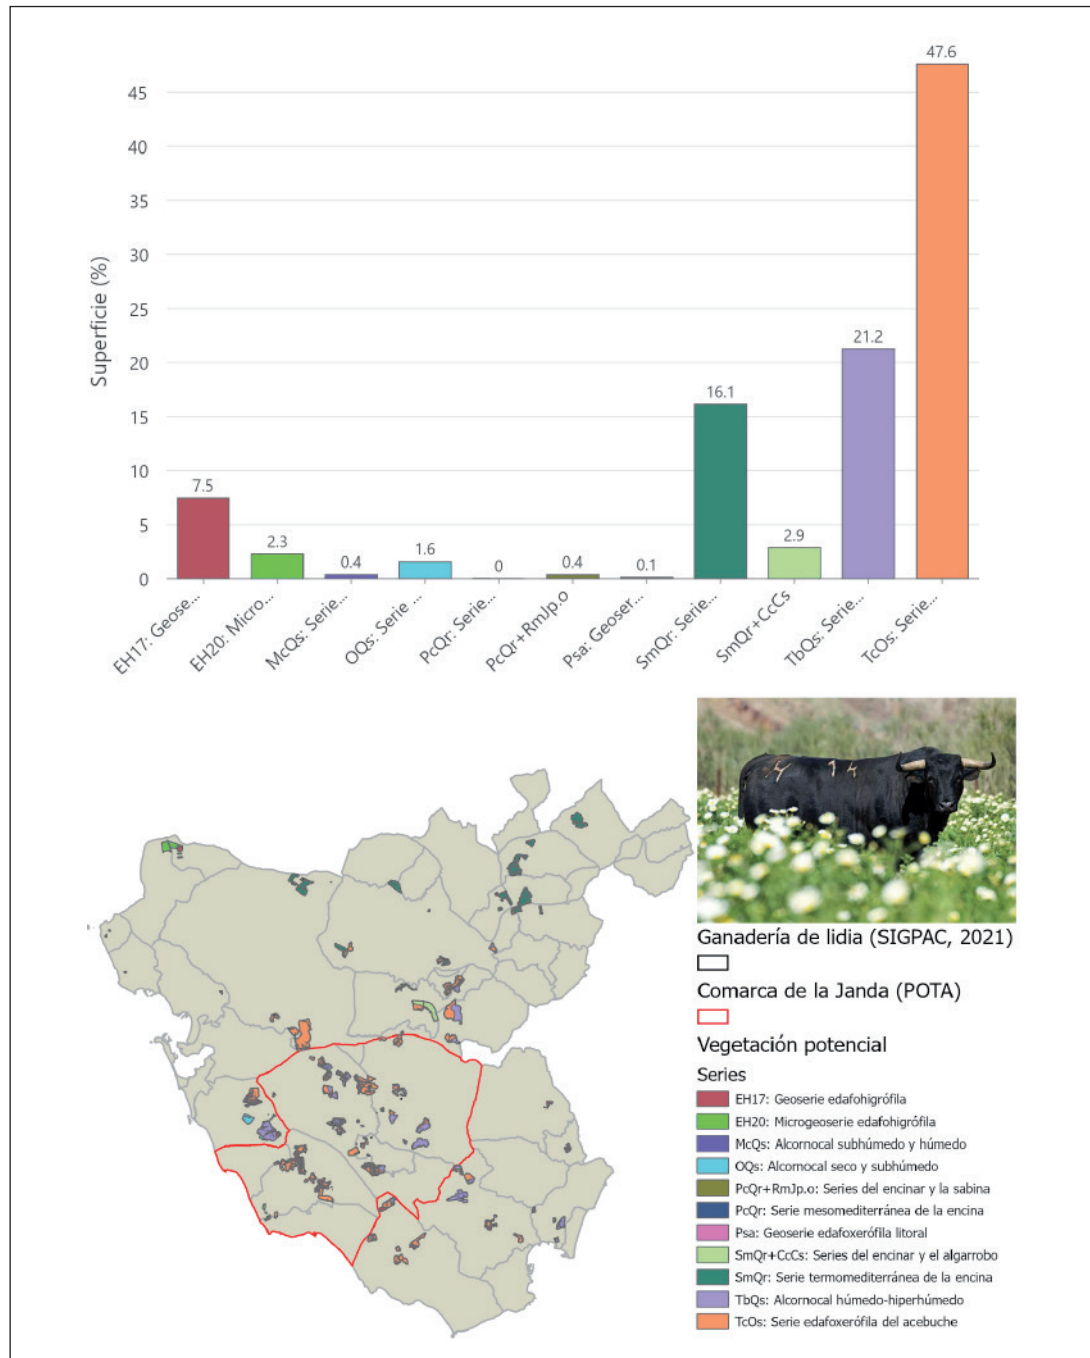 47.6
45
40
35
30
25
20
15
10
5
0
Superficie (%)
7.5
2.3
0.4
1.6
0
0.4
0.1
16.1
2.9
21.2
EH17: Geose...
EH20: Micro...
McQs: Serie...
OQs: Serie ...
PcQr: Serie...
PcQr+RmJp.o
Psa: Geoser...
SmQr: Serie...
SmQr+CcCs
TbQs: Serie...
TcOs: Serie...
Ganadería de lidia (SIGPAC, 2021)
Comarca de la Janda (POTA)
Vegetación potencial
Series
EH17: Geoserie edafohigrófila
EH20: Microgeoserie edafohigrófila
McQs: Alcornocal subhúmedo y húmedo
OQs: Alcornocal seco y subhúmedo
PcQr+RmJp.o: Series del encinar y la sabina
PcQr: Serie mesomediterránea de la encina
Psa: Geoserie edafoxerófila litoral
SmQr+CcCs: Series del encinar y el algarrobo
SmQr: Serie termomediterránea de la encina
TbQs: Alcornocal húmedo-hiperhúmedo
TcOs: Serie edafoxerófila del acebuche